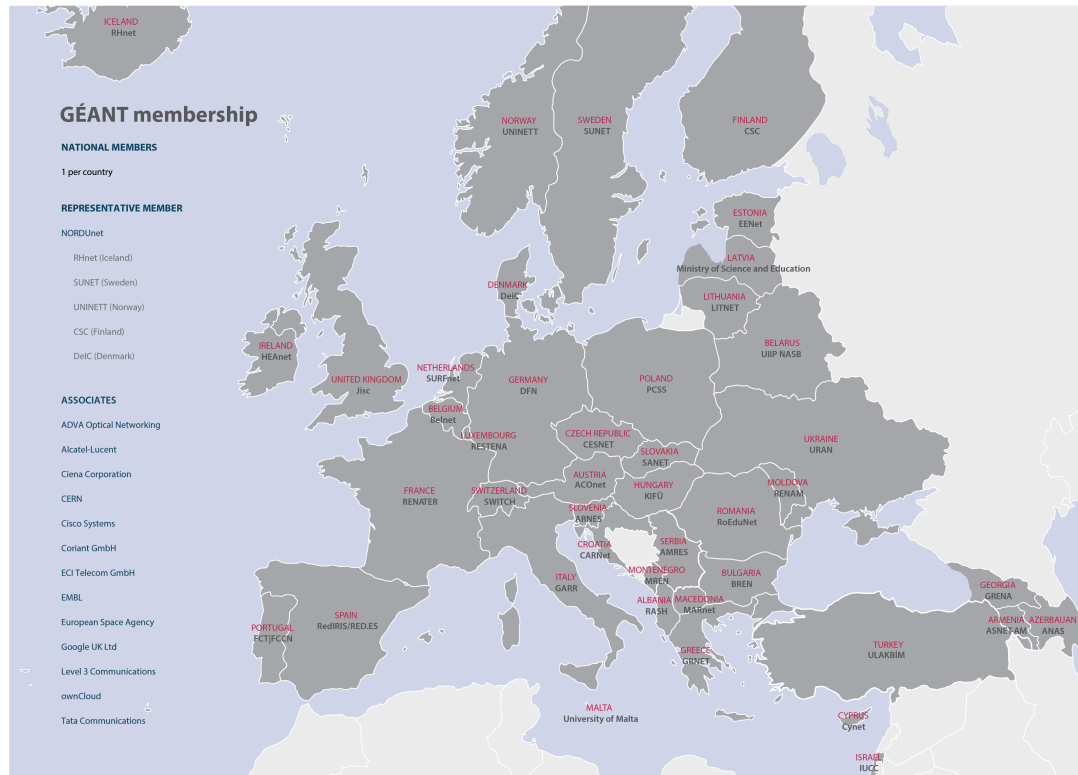 ICELAND
RHnet
GÉANT membership
NATIONAL MEMBERS
1 per country
REPRESENTATIVE MEMBER
NORDUnet
RHnet (Iceland)
SUNET (Sweden)
UNINETT (Norway)
CSC (Finland)
DeIC (Denmark)
ASSOCIATES
ADVA Optical Networking
Alcatel-Lucent
Ciena Corporation
CERN
Cisco Systems
Coriant GmbH
ECI Telecom GmbH
EMBL
European Space Agency
Google UK Ltd
Level 3 Communications
ownCloud
Tata Communications
NORWAY
UNINETT
SWEDEN
SUNET
FINLAND
CSC
ESTONIA
EENet
LATVIA
Ministry of Science and Education
DENMARK
DeiC
LITHUANIA
LITNET
BELARUS
UIIP NASB
IRELAND
HEAnet
UNITED KINGDOM
Jisc
NETHERLANDS
SURFnet
GERMANY
DFN
POLAND
PCSS
BELGIUM
Belnet
LUXEMBOURG
RESTENA
CZECH REPUBLIC
CESNET
SLOVAKIA
SANET
UKRAINE
URAN
FRANCE
RENATER
SWITZERLAND
SWITCH
AUSTRIA
ACOnet
HUNGARY
KIFÜ
MOLDOVA
RENAM
SLOVENIA
ARNES
ROMANIA
RoEduNet
CROATIA
CARNet
SERBIA
AMRES
ITALY
GARR
MONTENEGRO
MREN
BULGARIA
BREN
ALBANIA
RASH
MACEDONIA
MARnet
GEORGIA
GRENA
PORTUGAL
FCT|FCCN
SPAIN
RedIRIS/RED.ES
ARMENIA
ASNET-AM
AZERBAIJAN
ANAS
GREECE
GRNET
TURKEY
ULAKBİM
MALTA
University of Malta
CYPRUS
Cynet
ISRAEL
IUCC